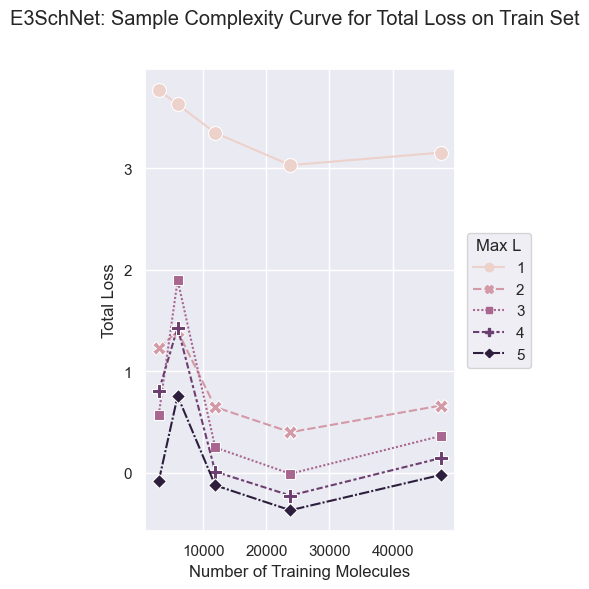 E3SchNet: Sample Complexity Curve for Total Loss on Train Set
3
2
1
0
Total Loss
10000 20000 30000 40000
Number of Training Molecules
Max L
1
2
3
4
5